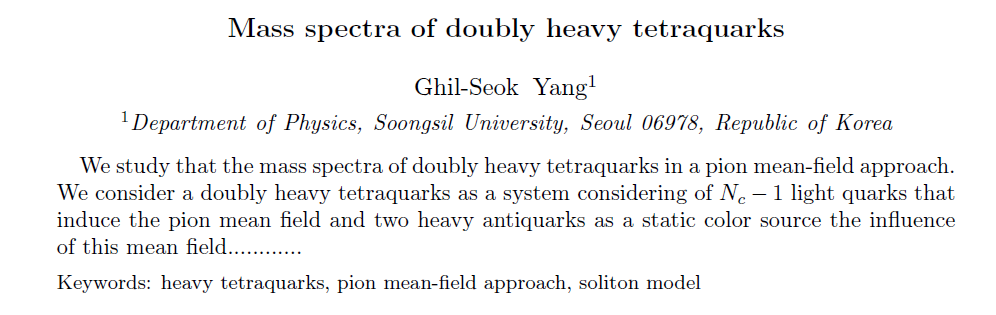 Mass spectra of doubly heavy tetraquarks
Ghil-Seok Yang1
1Department of Physics, Soongsil University, Seoul 06978, Republic of Korea
We study that the mass spectra of doubly heavy tetraquarks in a pion mean-field approach.
We consider a doubly heavy tetraquarks as a system considering of Nc − 1 light quarks that
induce the pion mean field and two heavy antiquarks as a static color source the influence
of this mean field............
Keywords: heavy tetraquarks, pion mean-field approach, soliton model